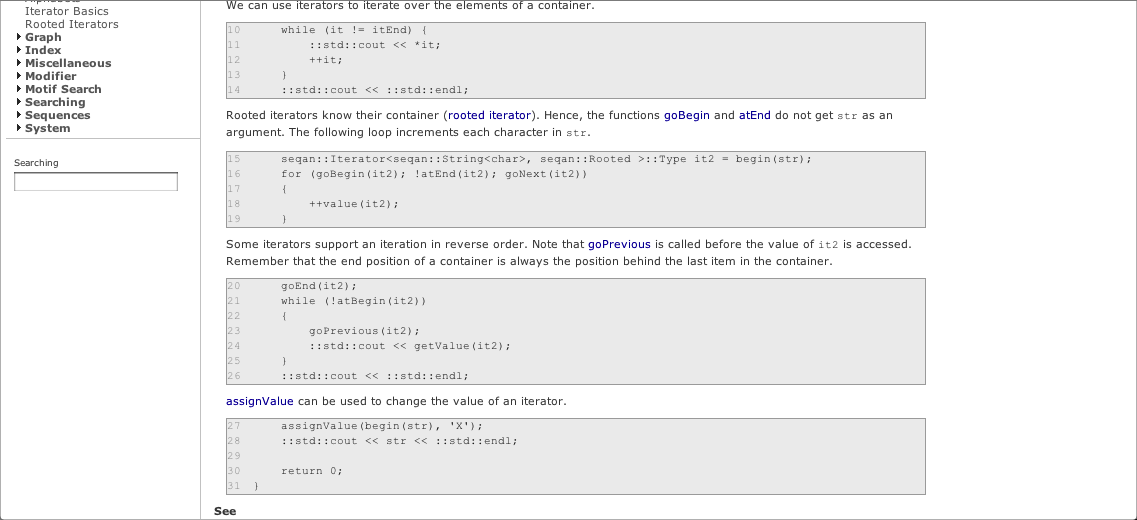 Iterator Basics
Rooted Iterators
Graph
Index
Miscellaneous
Modifier
Motif Search
Searching
Sequences
System
Searching
We can use iterators to iterate over the elements of a container.
10 while (it != itEnd) {
11 ::std::cout << *it;
12 ++it;
13 }
14 ::std::cout << ::std::endl;
Rooted iterators know their container (rooted iterator). Hence, the functions goBegin and atEnd do not get str as an
argument. The following loop increments each character in str.
15 seqan::Iterator<seqan::String<char>, seqan::Rooted >::Type it2 = begin(str);
16 for (goBegin(it2); !atEnd(it2); goNext(it2))
17 {
18 ++value(it2);
19 }
Some iterators support an iteration in reverse order. Note that goPrevious is called before the value of it2 is accessed.
Remember that the end position of a container is always the position behind the last item in the container.
20 goEnd(it2);
21 while (!atBegin(it2))
22 {
23 goPrevious(it2);
24 ::std::cout << getValue(it2);
25 }
26 ::std::cout << ::std::endl;
assignValue can be used to change the value of an iterator.
27 assignValue(begin(str), 'X');
28 ::std::cout << str << ::std::endl;
29
30 return 0;
31 }
See